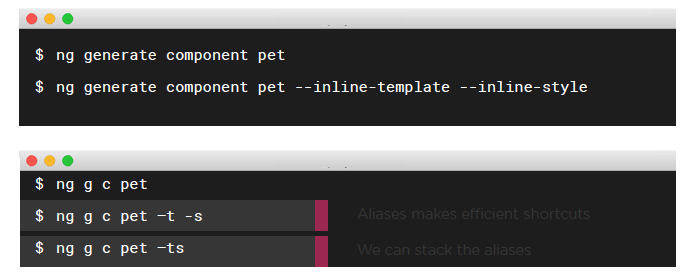 $ ng generate component pet
$ ng generate component pet --inline-template --inline-style
$ ng g c pet
$ ng g c pet –t -s
Aliases makes efficient shortcuts
$ ng g c pet –ts
We can stack the aliases